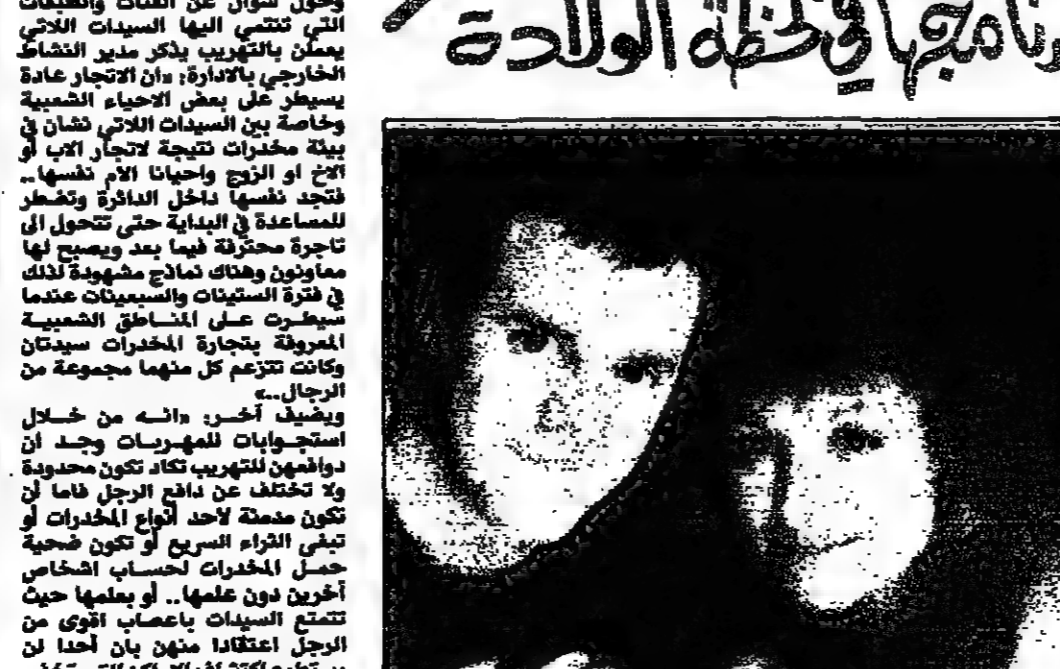 برنامجها في لحظة الولادة
وحول سؤال عن الفئات والطبقات
التي تنتمي اليها السيدات اللاتي
يعملن بالتهريب يذكر مدير النشاط
الخارجي بالادارة: «ان الاتجار عادة
يسيطر على بعض الاحياء الشعبية
وخاصة بين السيدات اللاتي نشان في
بيئة مخدرات نتيجة لاتجار الاب أو
الاخ او الزوج واحيانا الام نفسها..
فتجد نفسها داخل الدائرة وتضطر
للمساعدة في البداية حتى تتحول الى
تاجرة محترفة فيما بعد ويصبح لها
معاونون وهناك نماذج مشهودة لذلك
في فترة الستينات والسبعينات عندما
سيطرت على المناطق الشعبية
المعروفة بتجارة المخدرات سيدتان
وكانت تتزعم كل منهما مجموعة من
الرجال..»
ويضيف آخر: «انه من خلال
استجوابات للمهربات وجد ان
دوافعهن للتهريب تكاد تكون محدودة
ولا تختلف عن دافع الرجل فاما أن
تكون مدمنة لاحد أنواع المخدرات أو
تبغى الثراء السريع أو تكون ضحية
حمل المخدرات لحساب اشخاص
آخرين دون علمها.. أو بعلمها حيث
تتمتع السيدات باعصاب اقوى من
الرجل اعتقادا منهن بان أحدا لن